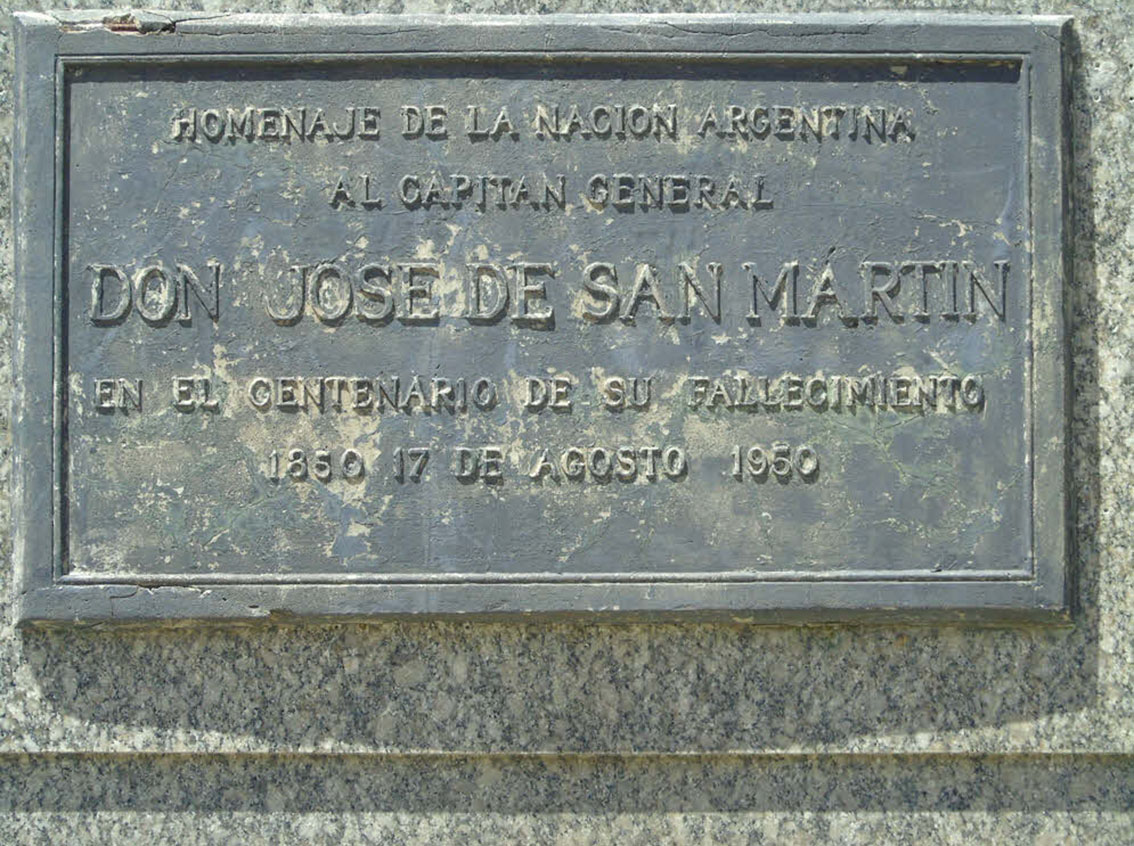 HOMENAJE DE LA NACION ARGENTINA
AL CAPITAN GENERAL
DON JOSE DE SAN MÁRTIN
EN EL CENTENARIO DE SU FALLECIMIENTO
1850 17 DE AGOSTO 1950